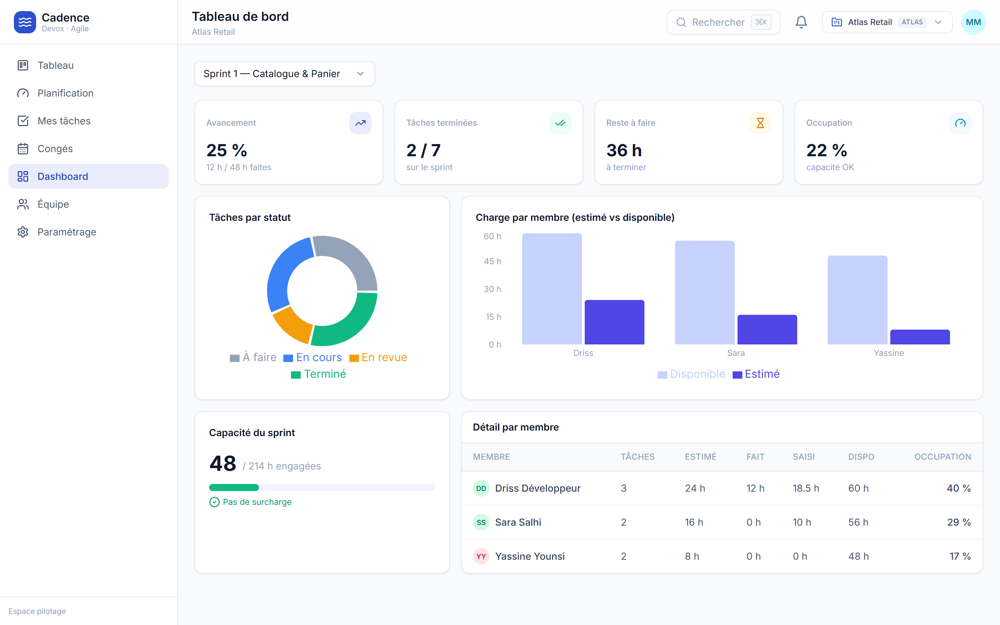 Cadence
Devox · Agile
Tableau
Planification
Mes tâches
Congés
Dashboard
Équipe
Paramétrage
Espace pilotage
Tableau de bord
Atlas Retail
Rechercher ⌘K
Atlas Retail ATLAS
MM
Sprint 1 — Catalogue & Panier
Avancement
25 %
12 h / 48 h faites
Tâches terminées
2 / 7
sur le sprint
Reste à faire
36 h
à terminer
Occupation
22 %
capacité OK
Tâches par statut
À faire En cours En revue
Terminé
Charge par membre (estimé vs disponible)
60 h
45 h
30 h
15 h
0 h
Driss Sara Yassine
Disponible Estimé
Capacité du sprint
48 / 214 h engagées
Pas de surcharge
Détail par membre
MEMBRE TÂCHES ESTIMÉ FAIT SAISI DISPO OCCUPATION
DD Driss Développeur 3 24 h 12 h 18.5 h 60 h 40 %
SS Sara Salhi 2 16 h 0 h 10 h 56 h 29 %
YY Yassine Younsi 2 8 h 0 h 0 h 48 h 17 %